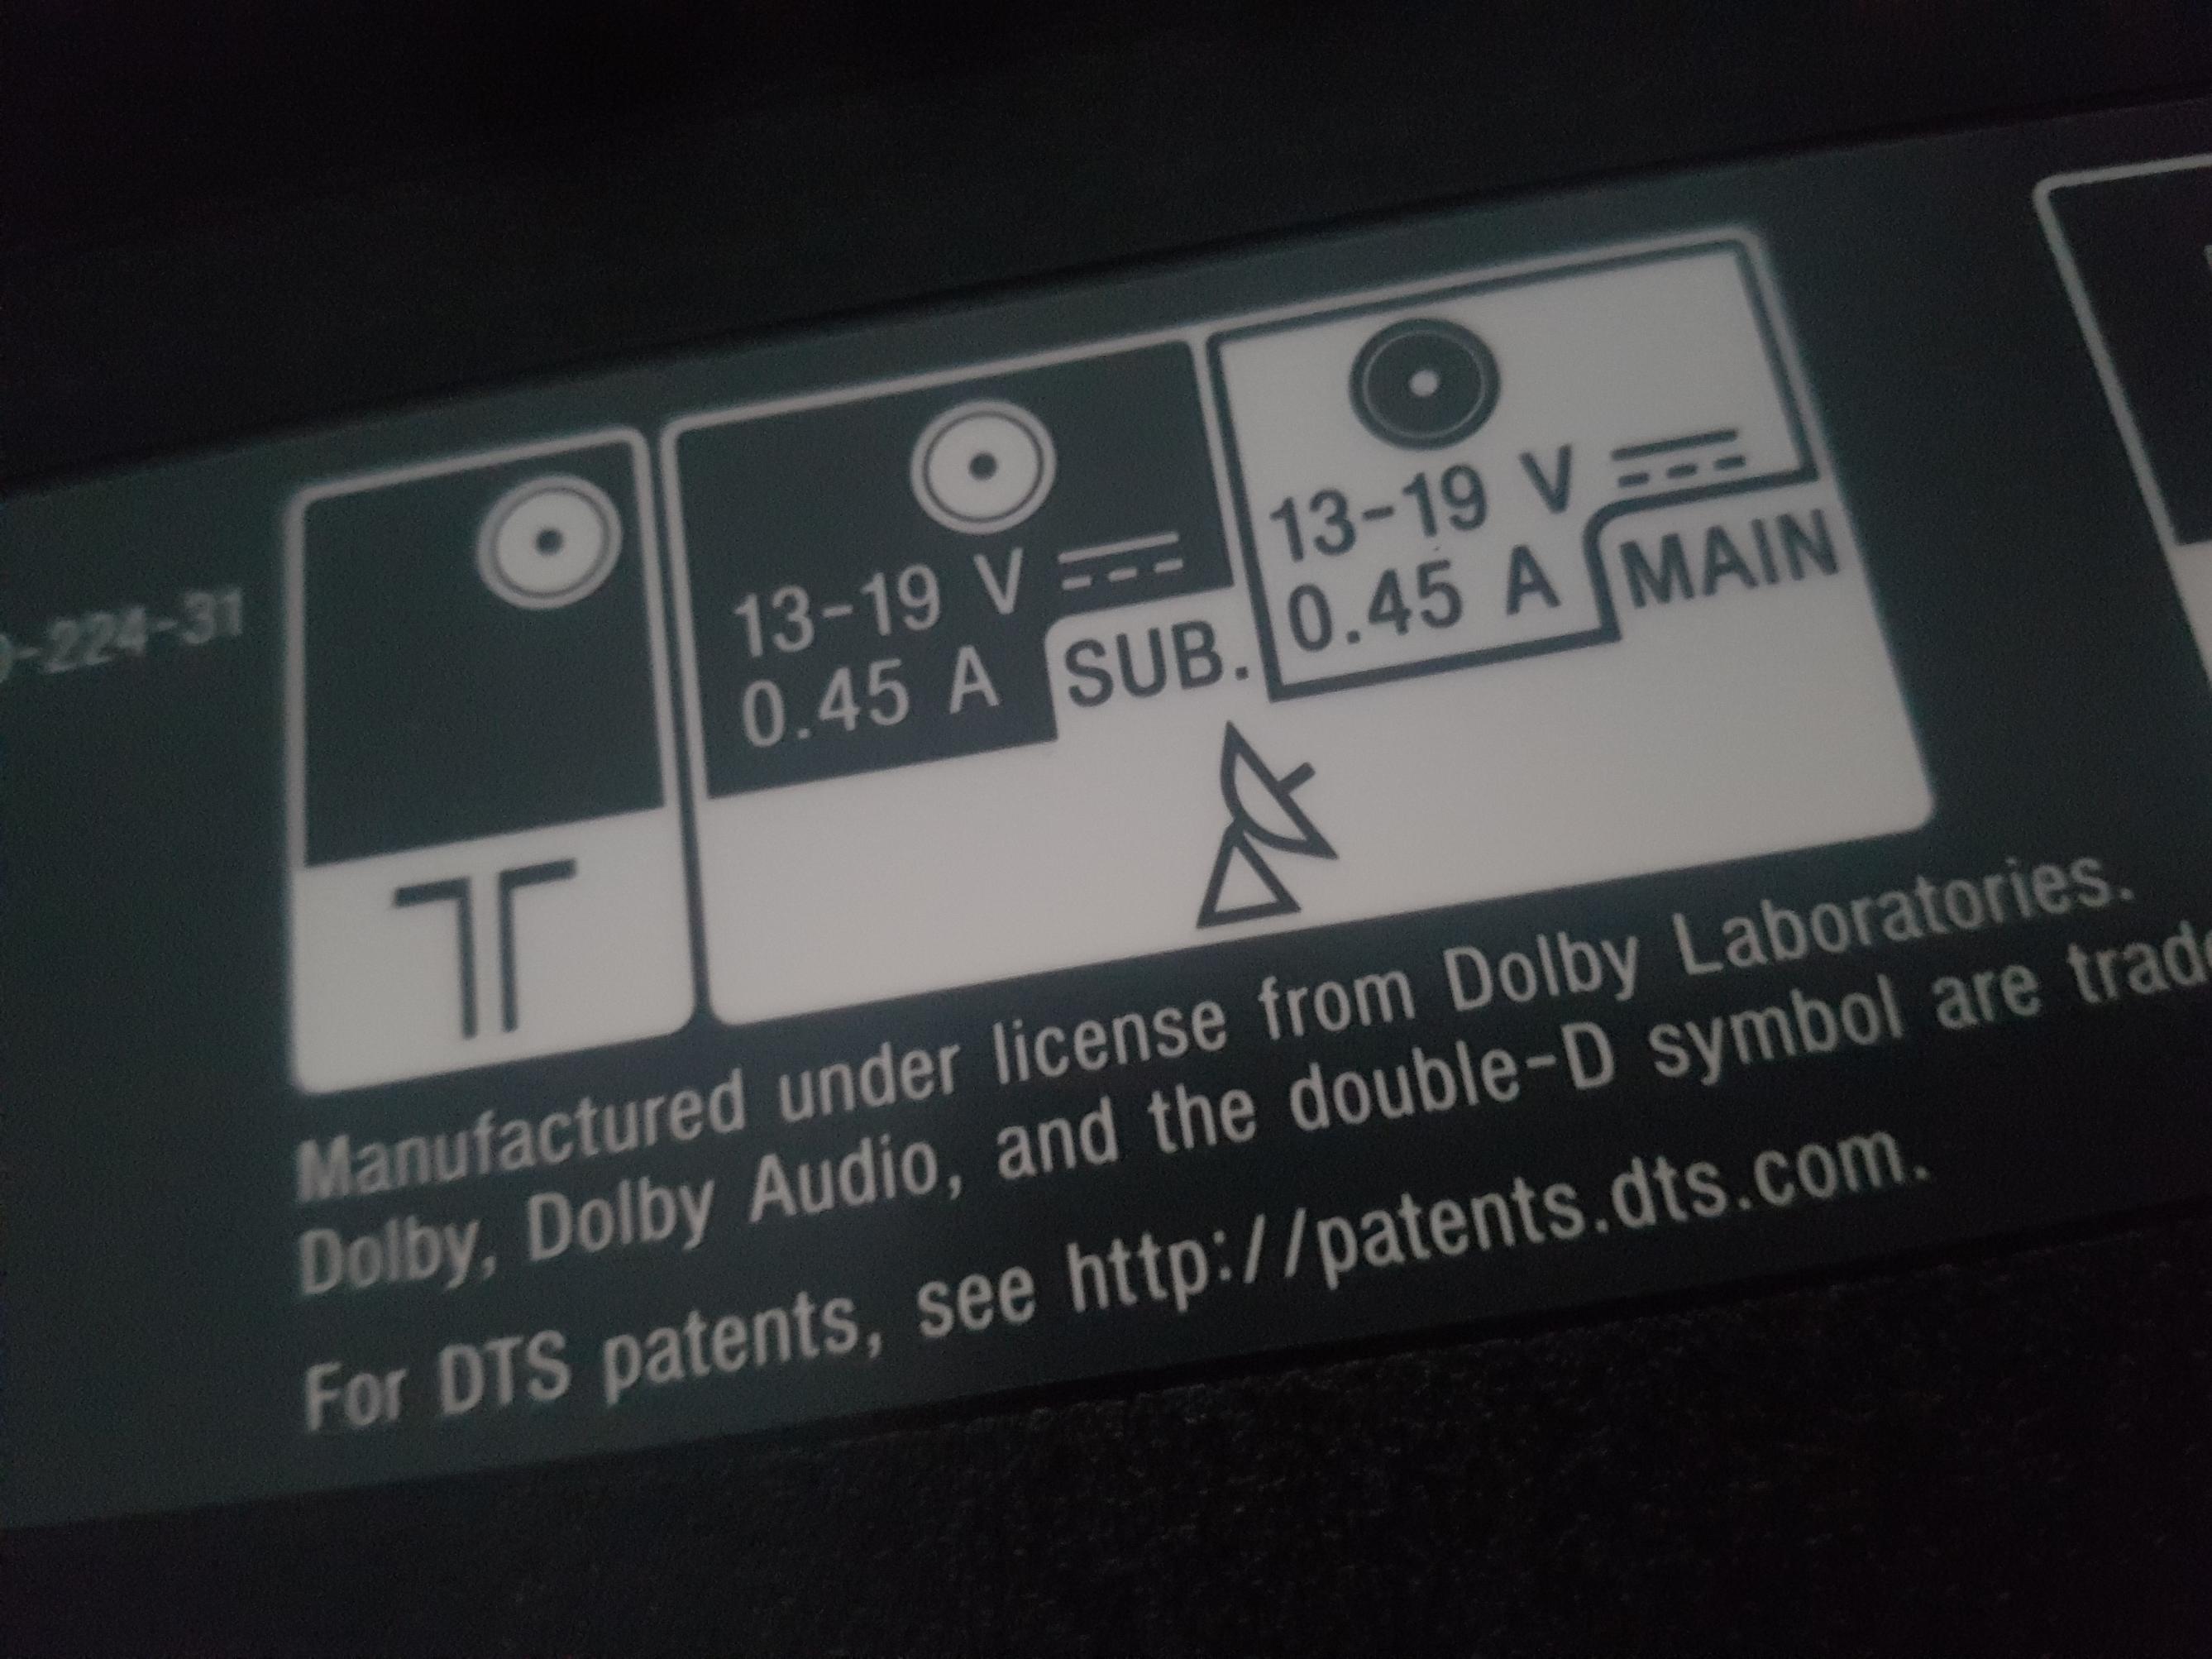 -224-31
13-19 V
0.45 A
SUB.
13-19 V
0.45 A
MAIN
Manufactured under license from Dolby Laboratories.
Dolby, Dolby Audio, and the double-D symbol are trad
For DTS patents, see http://patents.dts.com.